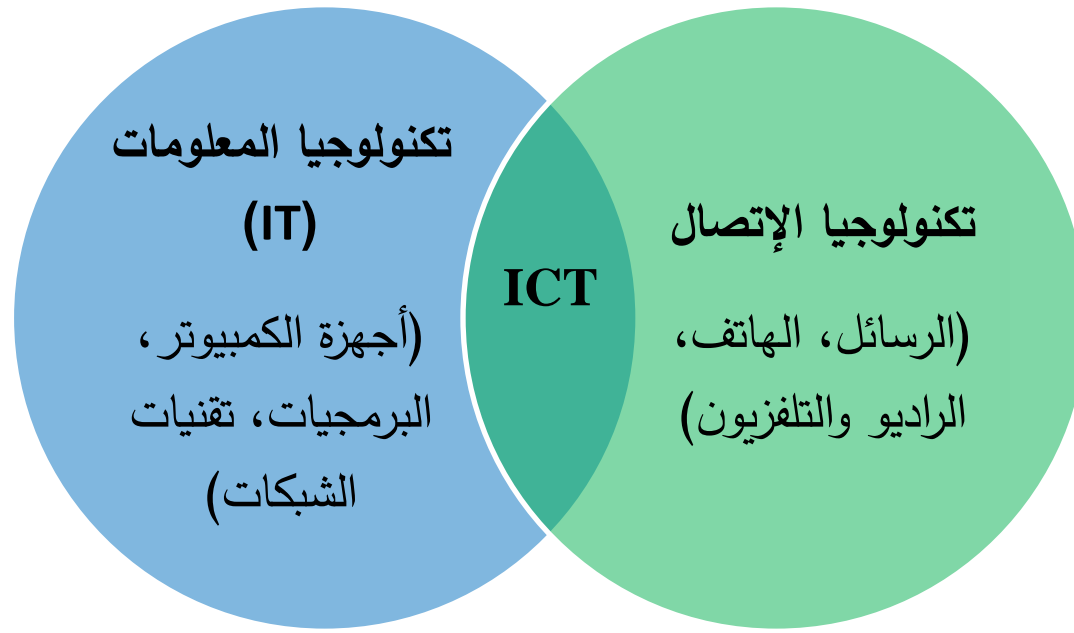 تكنولوجيا المعلومات
(IT)
(أجهزة الكمبيوتر،
البرمجيات، تقنيات
الشبكات)
ICT
تكنولوجيا الإتصال
(الرسائل، الهاتف،
الراديو والتلفزيون)